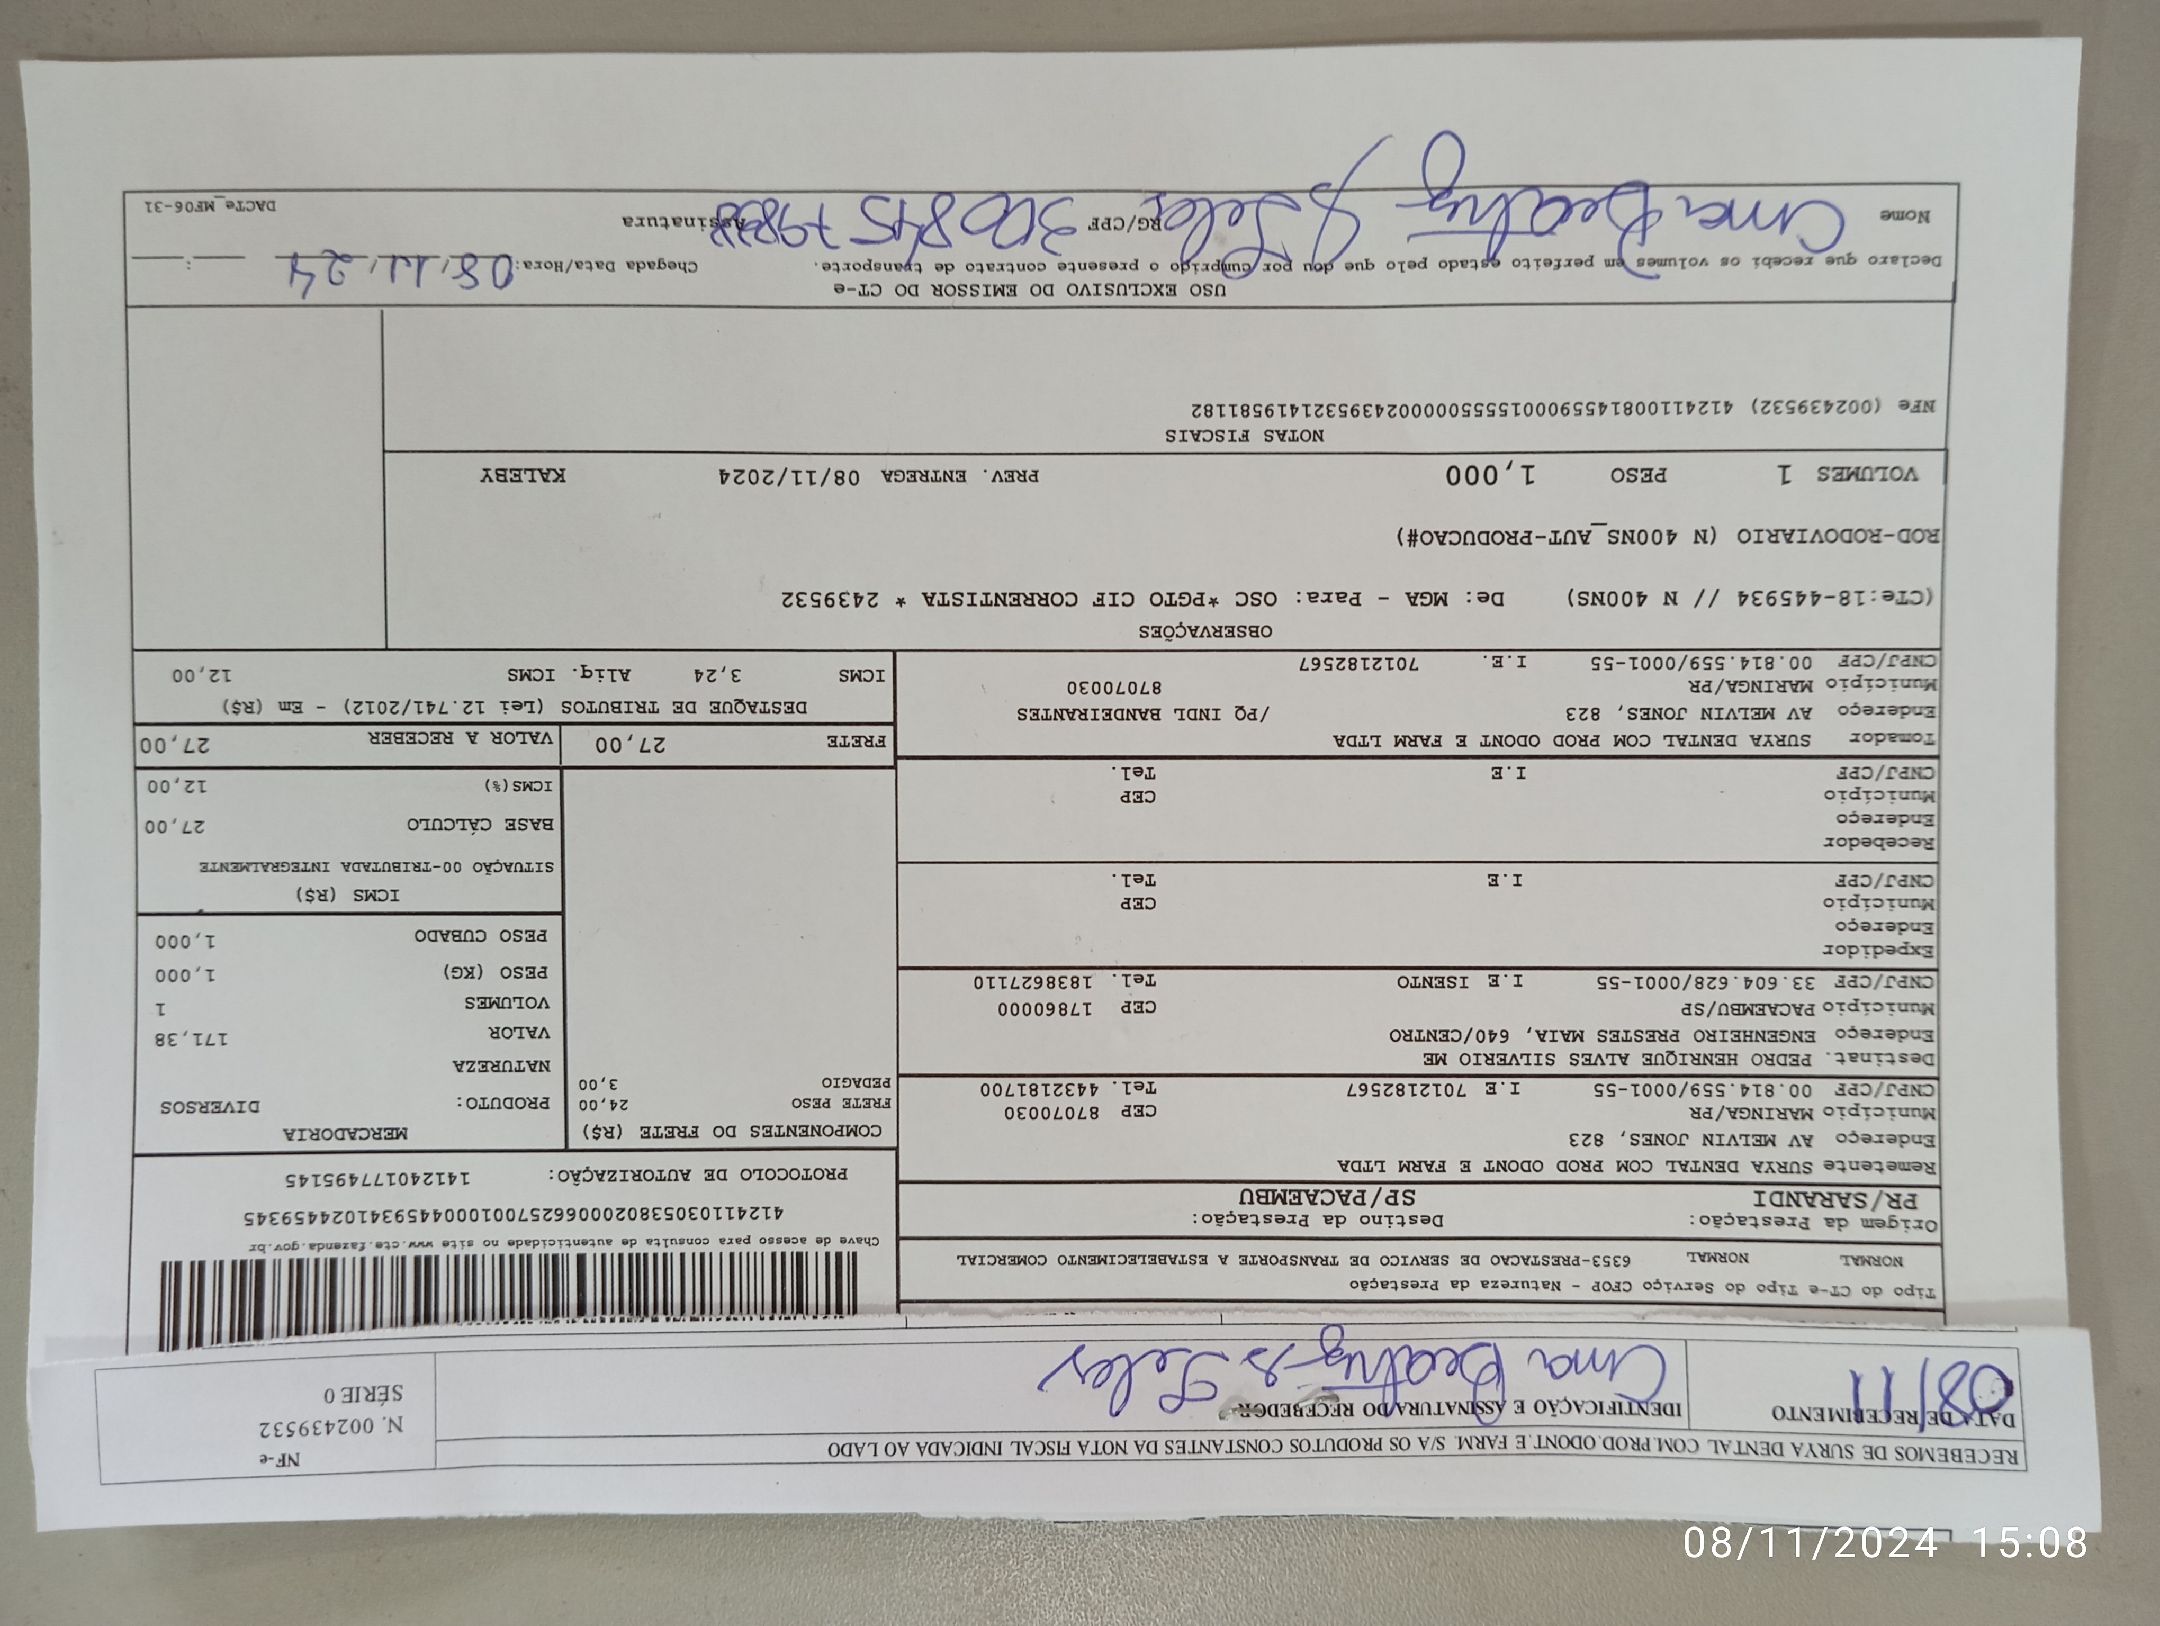 RECEBEMOS DE SURYA DENTAL COM.PROD.ODONT.E FARM. S/A OS PRODUTOS CONSTANTES DA NOTA FISCAL INDICADA AO LADO
DATA DE RECEBIMENTO
08/11
IDENTIFICAÇÃO E ASSINATURA DO RECEBEDOR
Ana Beatriz S Teles
NF-e
N. 002439532
SÉRIE 0
Tipo do CT-e Tipo do Serviço CFOP - Natureza da Prestação
NORMAL NORMAL 6353-PRESTACAO DE SERVICO DE TRANSPORTE A ESTABELECIMENTO COMERCIAL
Origem da Prestação: Destino da Prestação:
PR/SARANDI SP/PACAEMBU
Remetente SURYA DENTAL COM PROD ODONT E FARM LTDA
Endereço AV MELVIN JONES, 823
Município MARINGA/PR CEP 87070030
CNPJ/CPF 00.814.559/0001-55 I.E 7012182567 Tel. 4432181700
Destinat. PEDRO HENRIQUE ALVES SILVERIO ME
Endereço ENGENHEIRO PRESTES MAIA, 640/CENTRO
Município PACAEMBU/SP CEP 17860000
CNPJ/CPF 33.604.628/0001-55 I.E ISENTO Tel. 1838627110
Expedidor
Endereço
Município CEP
CNPJ/CPF I.E Tel.
Recebedor
Endereço
Município CEP
CNPJ/CPF I.E Tel.
Tomador SURYA DENTAL COM PROD ODONT E FARM LTDA
Endereço AV MELVIN JONES, 823 /PQ INDL BANDEIRANTES
Município MARINGA/PR 87070030
CNPJ/CPF 00.814.559/0001-55 I.E. 7012182567
Chave de acesso para consulta de autenticidade no site www.cte.fazenda.gov.br
41241103053802000662570010004459341024459345
PROTOCOLO DE AUTORIZAÇÃO: 141240177495145
COMPONENTES DO FRETE (R$)
FRETE PESO 24,00
PEDAGIO 3,00
MERCADORIA
PRODUTO: DIVERSOS
NATUREZA
VALOR 171,38
VOLUMES 1
PESO (KG) 1,000
PESO CUBADO 1,000
ICMS (R$)
SITUAÇÃO 00-TRIBUTADA INTEGRALMENTE
BASE CÁLCULO 27,00
ICMS(%) 12,00
FRETE 27,00 VALOR A RECEBER 27,00
DESTAQUE DE TRIBUTOS (Lei 12.741/2012) - Em (R$)
ICMS 3,24 Aliq. ICMS 12,00
OBSERVAÇÕES
(CTe:18-445934 // N 400NS) De: MGA - Para: OSC *PGTO CIF CORRENTISTA * 2439532
ROD-RODOVIARIO (N 400NS_AUT-PRODUCAO#)
VOLUMES 1 PESO 1,000 PREV. ENTREGA 08/11/2024 KALEBY
NOTAS FISCAIS
NFe (002439532) 41241100814559000155550000024395321419581182
USO EXCLUSIVO DO EMISSOR DO CT-e
Declaro que recebi os volumes em perfeito estado pelo que dou por cumprido o presente contrato de transporte. Chegada Data/Hora: 08/11/24 __:__
Nome Ana Beatriz S Teles RG/CPF Assinatura
DACTe_MF06-31
08/11/2024 15:08